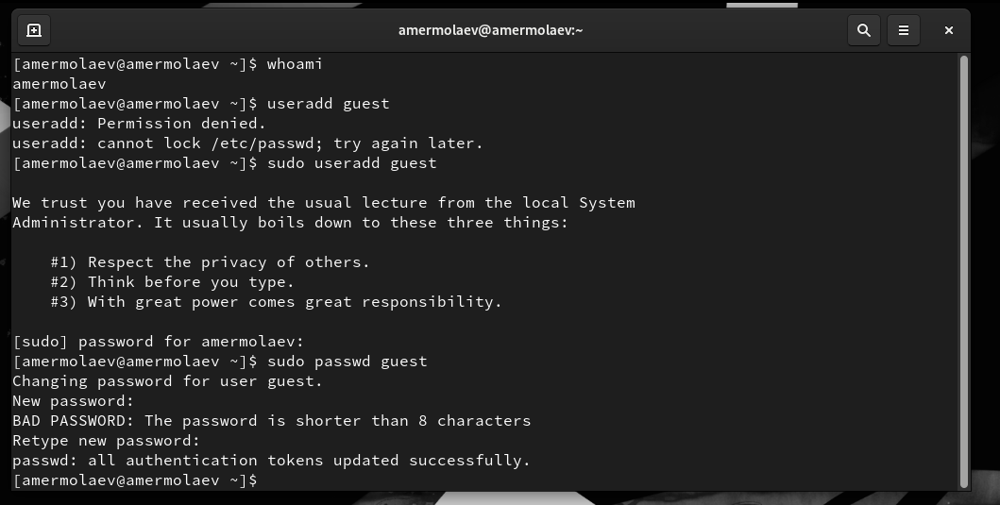 amermolaev@amermolaev:~
[amermolaev@amermolaev ~]$ whoami
amermolaev
[amermolaev@amermolaev ~]$ useradd guest
useradd: Permission denied.
useradd: cannot lock /etc/passwd; try again later.
[amermolaev@amermolaev ~]$ sudo useradd guest
We trust you have received the usual lecture from the local System
Administrator. It usually boils down to these three things:
#1) Respect the privacy of others.
#2) Think before you type.
#3) With great power comes great responsibility.
[sudo] password for amermolaev:
[amermolaev@amermolaev ~]$ sudo passwd guest
Changing password for user guest.
New password:
BAD PASSWORD: The password is shorter than 8 characters
Retype new password:
passwd: all authentication tokens updated successfully.
[amermolaev@amermolaev ~]$